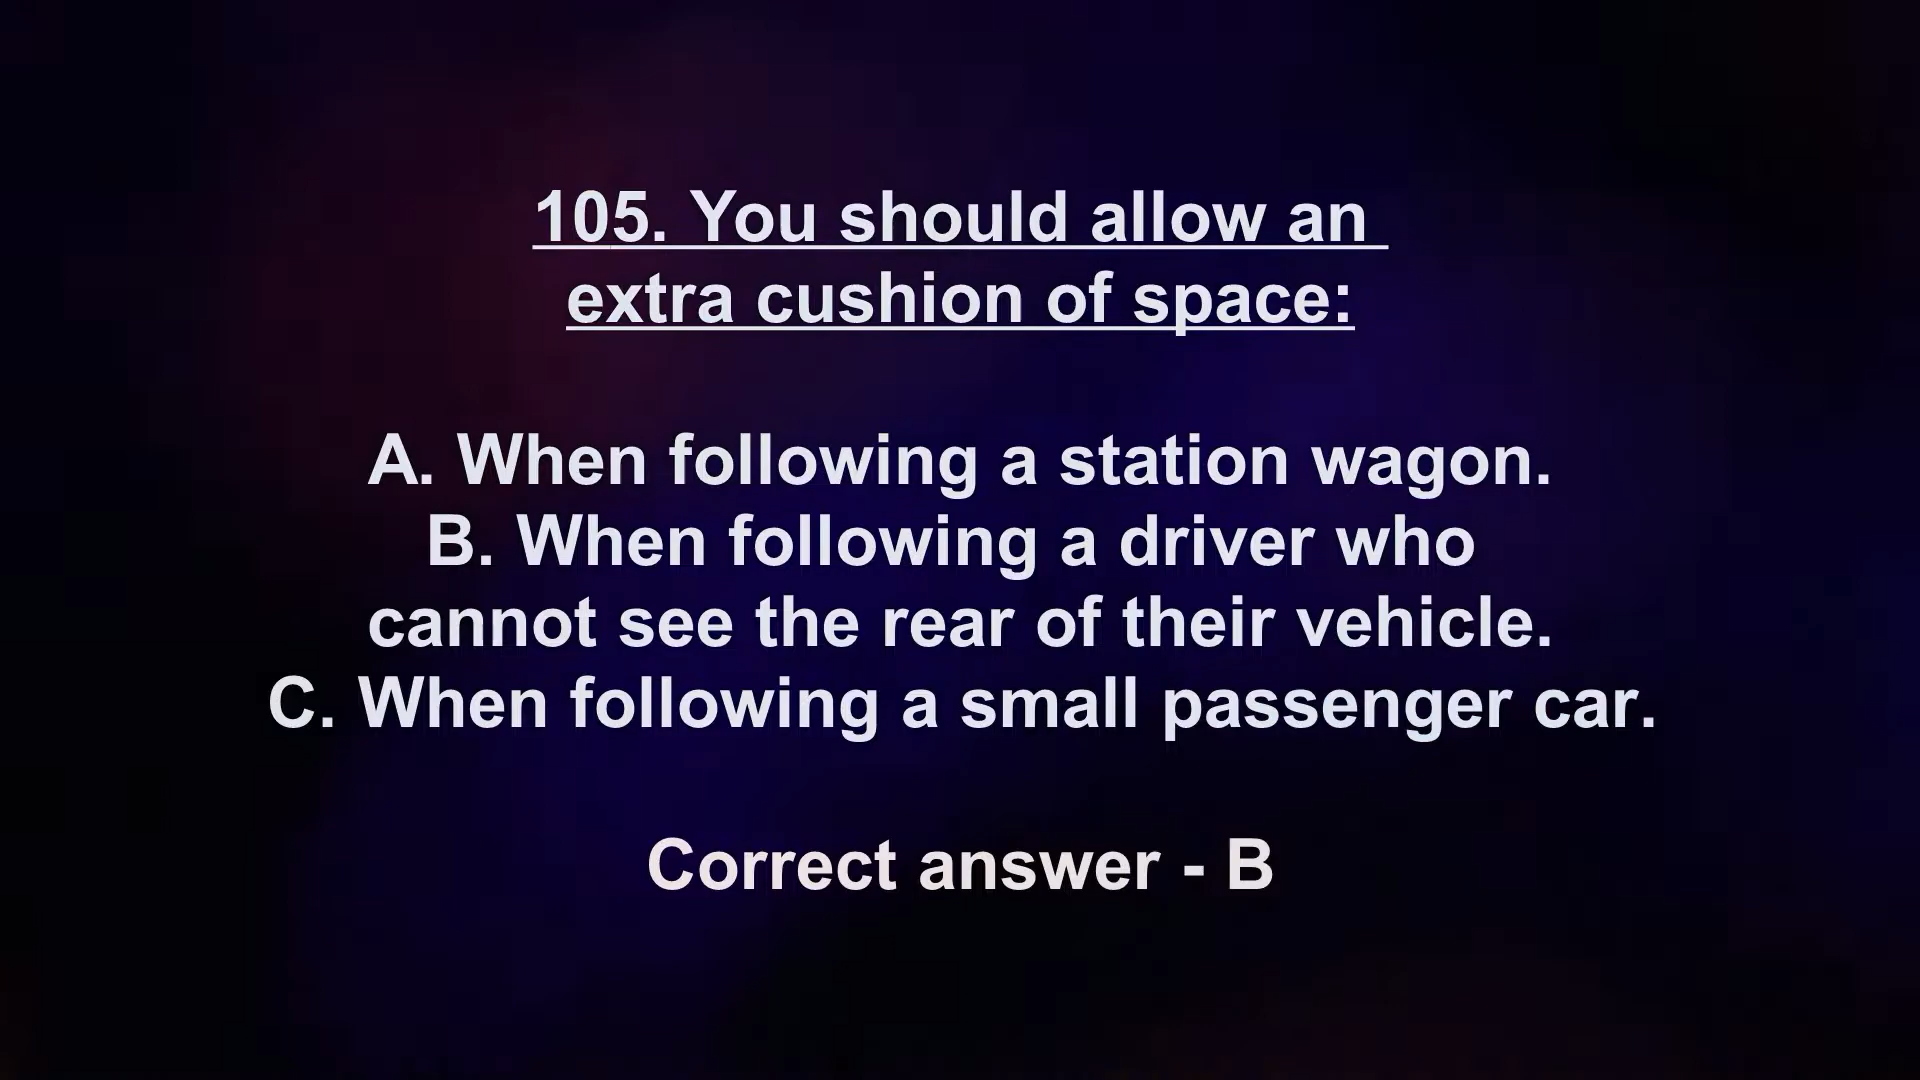 105. You should allow an
extra cushion of space:
A. When following a station wagon.
B. When following a driver who
cannot see the rear of their vehicle.
C. When following a small passenger car.
Correct answer - B